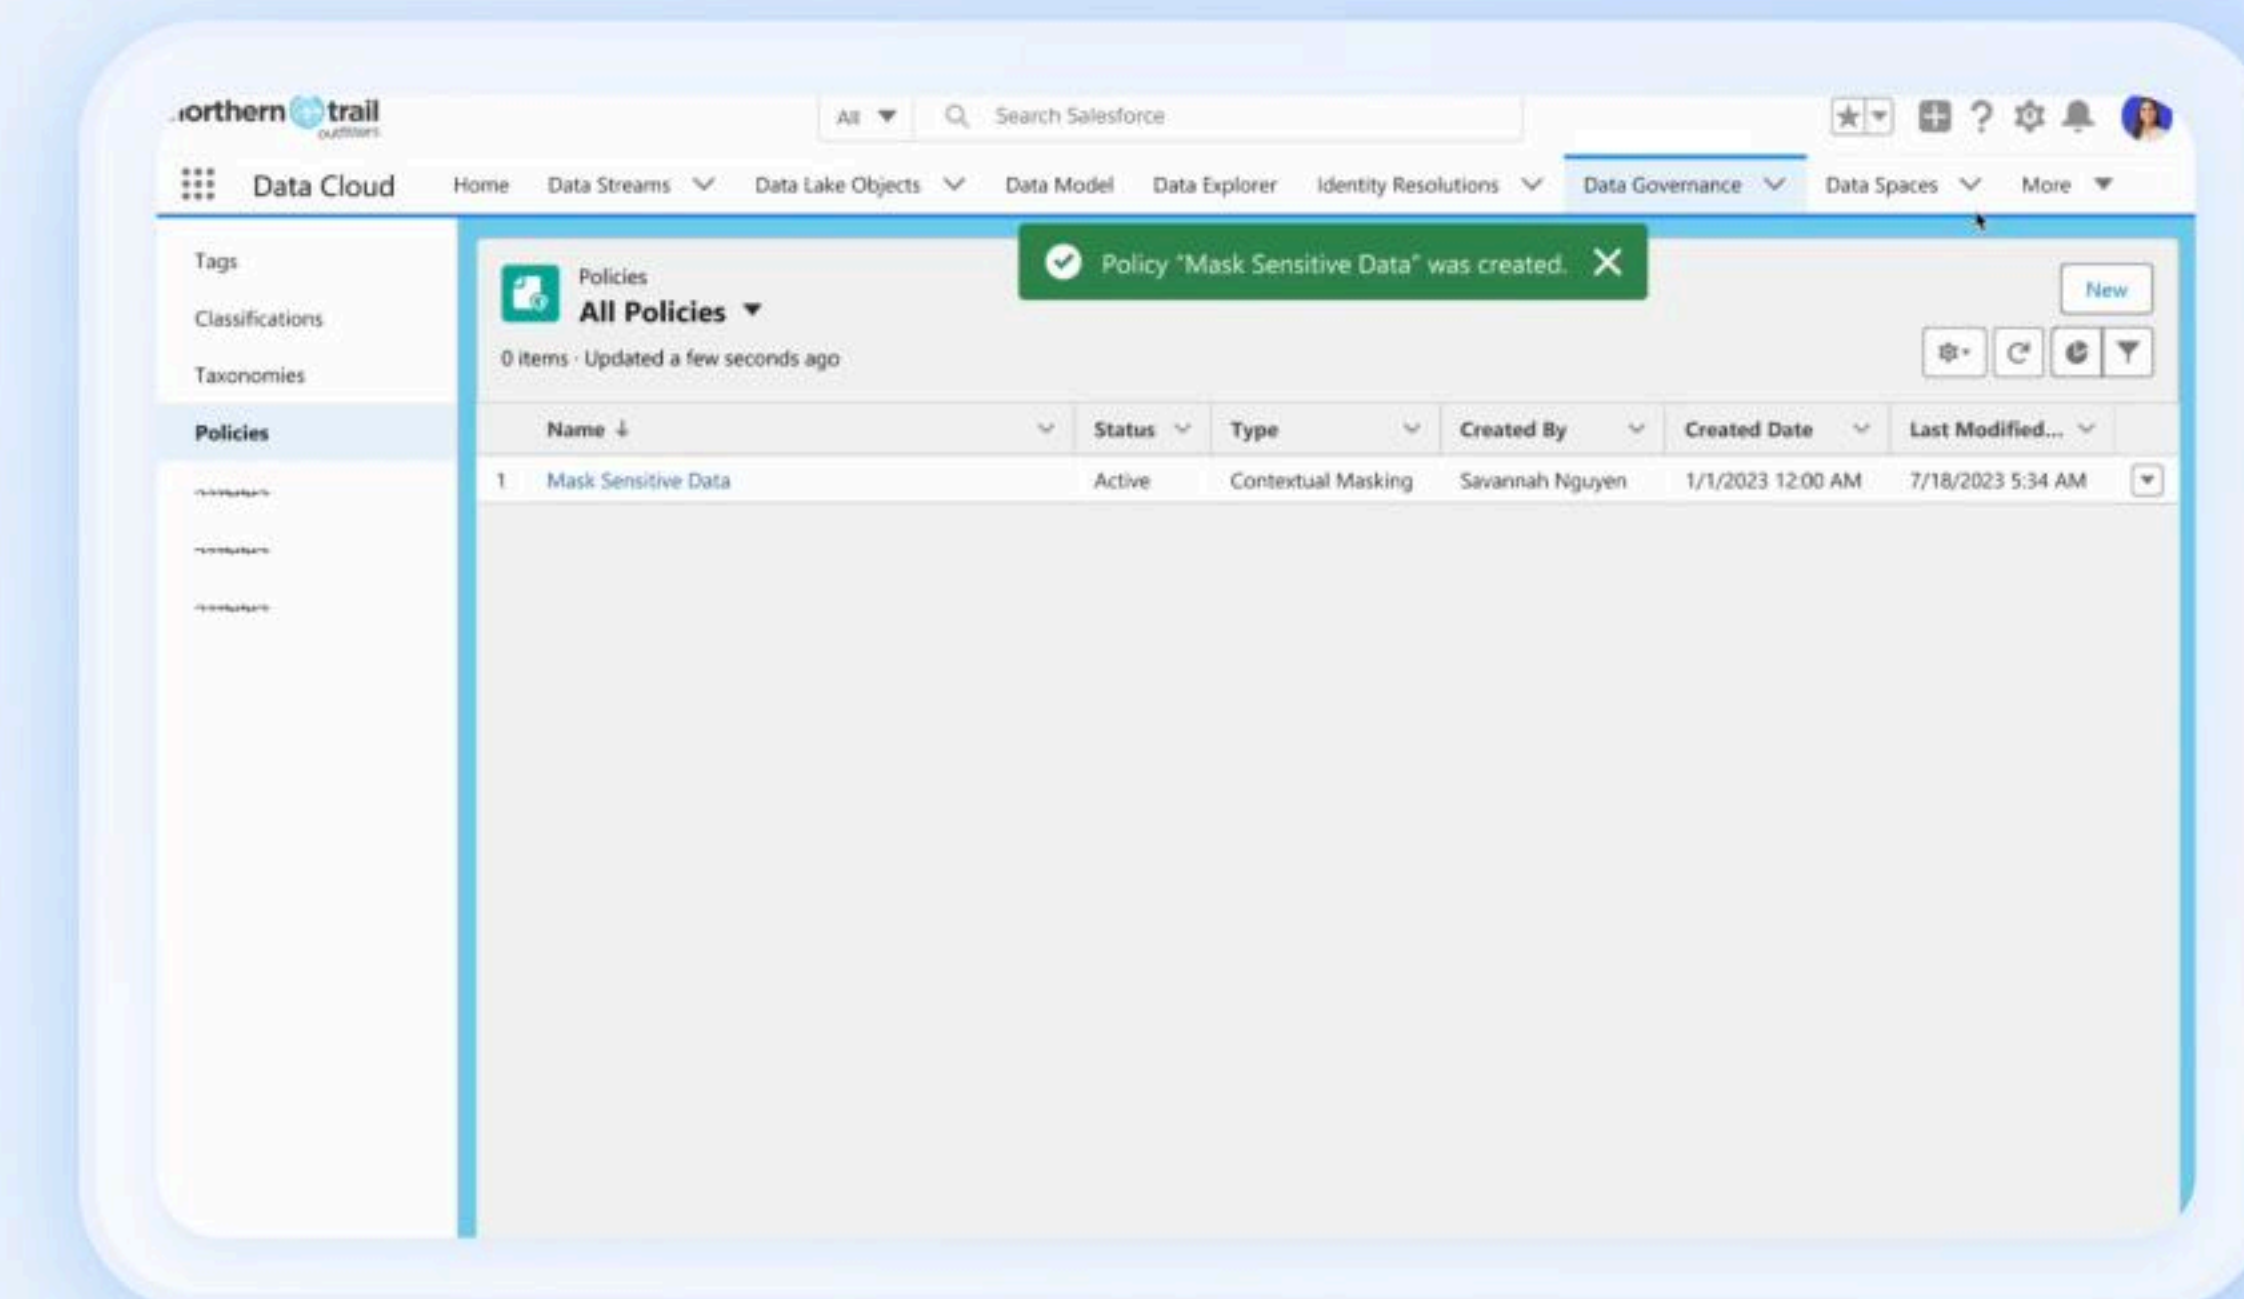 northern trail
outfitters
All
Search Salesforce
Data Cloud Home Data Streams Data Lake Objects Data Model Data Explorer Identity Resolutions Data Governance Data Spaces More
Policy "Mask Sensitive Data" was created.
Tags
Classifications
Taxonomies
Policies
Policies
All Policies
0 items · Updated a few seconds ago
New
Name Status Type Created By Created Date Last Modified...
1 Mask Sensitive Data Active Contextual Masking Savannah Nguyen 1/1/2023 12:00 AM 7/18/2023 5:34 AM